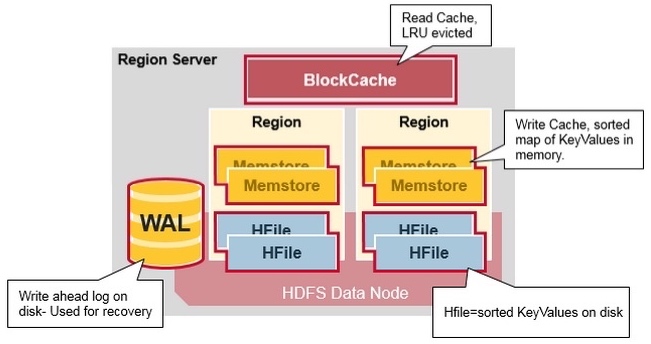 Read Cache,
LRU evicted
Region Server
BlockCache
Region
Region
Write Cache, sorted
map of KeyValues in
memory.
Memstore
Memstore
Memstore
Memstore
WAL
HFile
HFile
HFile
HFile
Write ahead log on
disk- Used for recovery
HDFS Data Node
Hfile=sorted KeyValues on disk